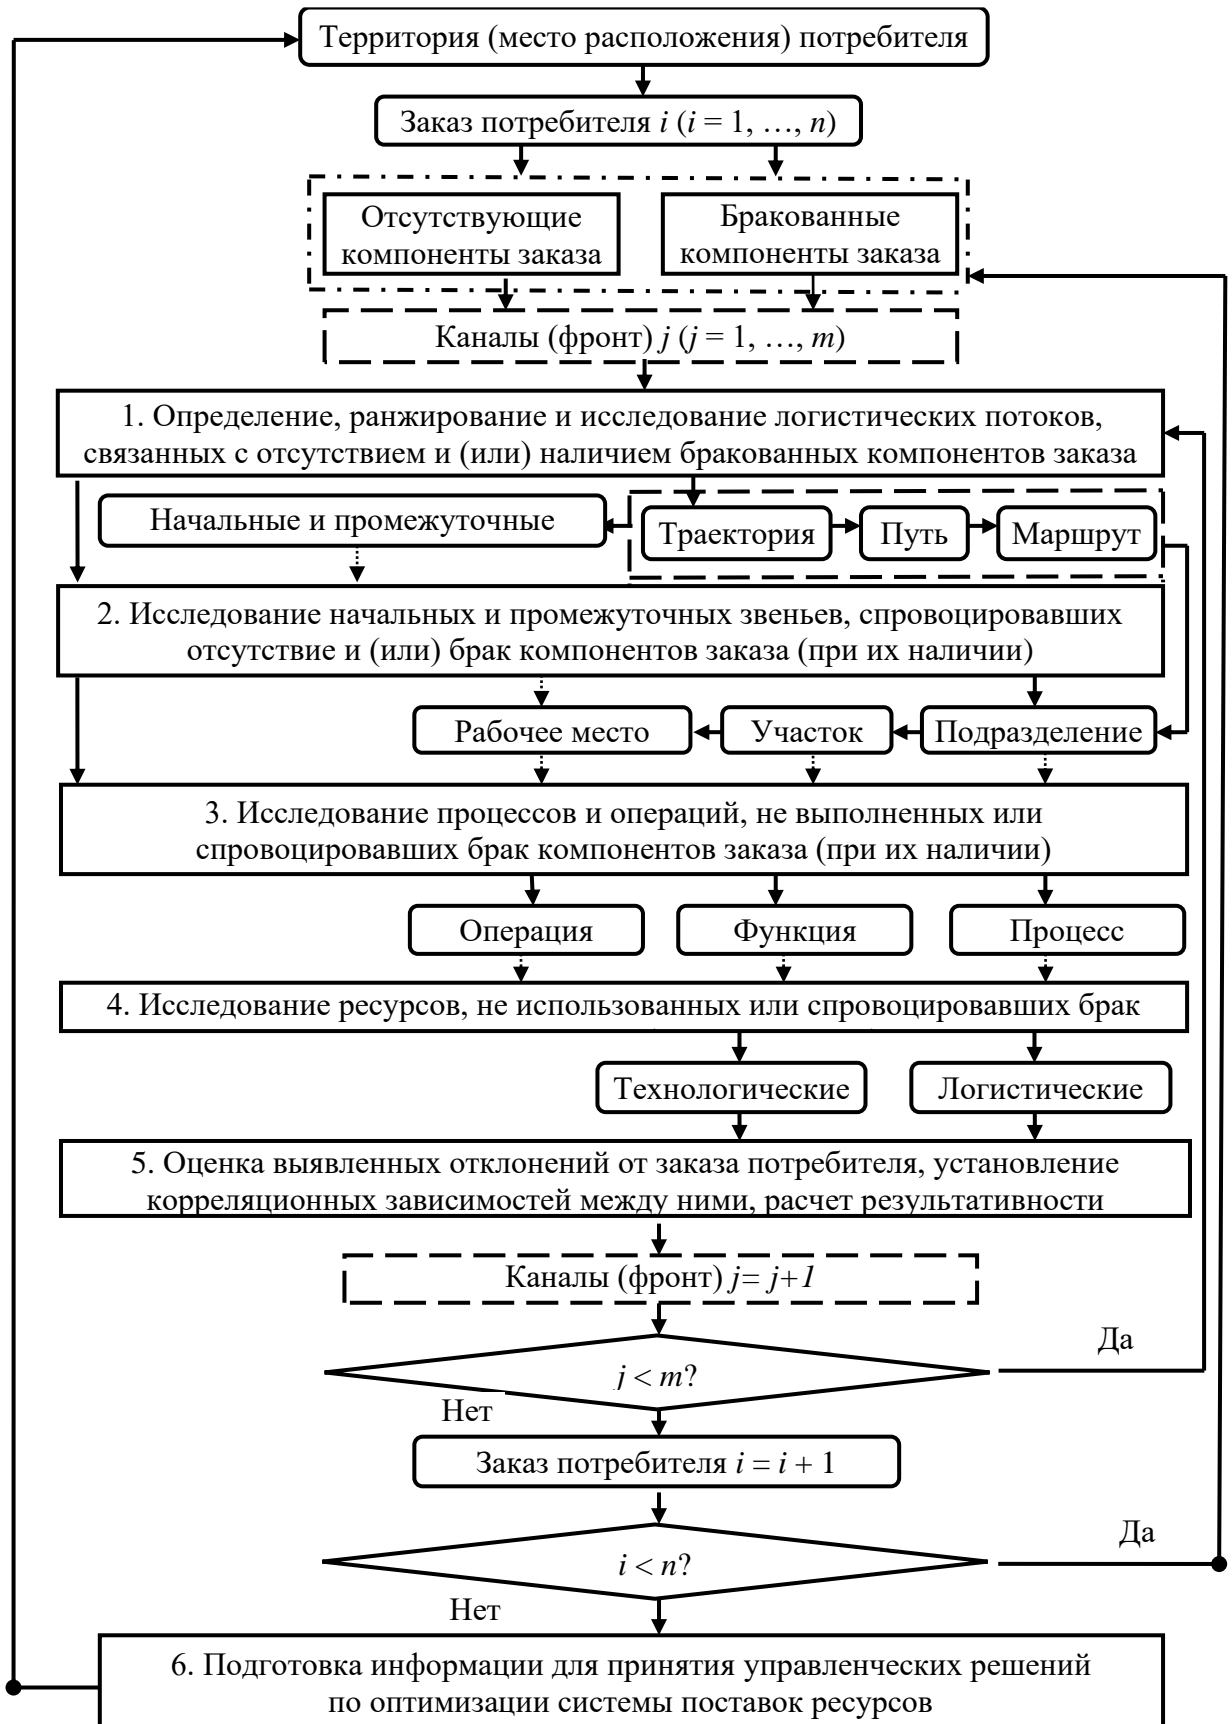 Территория (место расположения) потребителя
Заказ потребителя i (i = 1, …, n)
Отсутствующие
компоненты заказа
Бракованные
компоненты заказа
Каналы (фронт) j (j = 1, …, m)
1. Определение, ранжирование и исследование логистических потоков,
связанных с отсутствием и (или) наличием бракованных компонентов заказа
Начальные и промежуточные
Траектория
Путь
Маршрут
2. Исследование начальных и промежуточных звеньев, спровоцировавших
отсутствие и (или) брак компонентов заказа (при их наличии)
Рабочее место
Участок
Подразделение
3. Исследование процессов и операций, не выполненных или
спровоцировавших брак компонентов заказа (при их наличии)
Операция
Функция
Процесс
4. Исследование ресурсов, не использованных или спровоцировавших брак
Технологические
Логистические
5. Оценка выявленных отклонений от заказа потребителя, установление
корреляционных зависимостей между ними, расчет результативности
Каналы (фронт) j= j+1
Да
j < m?
Нет
Заказ потребителя i = i + 1
Да
i < n?
Нет
6. Подготовка информации для принятия управленческих решений
по оптимизации системы поставок ресурсов